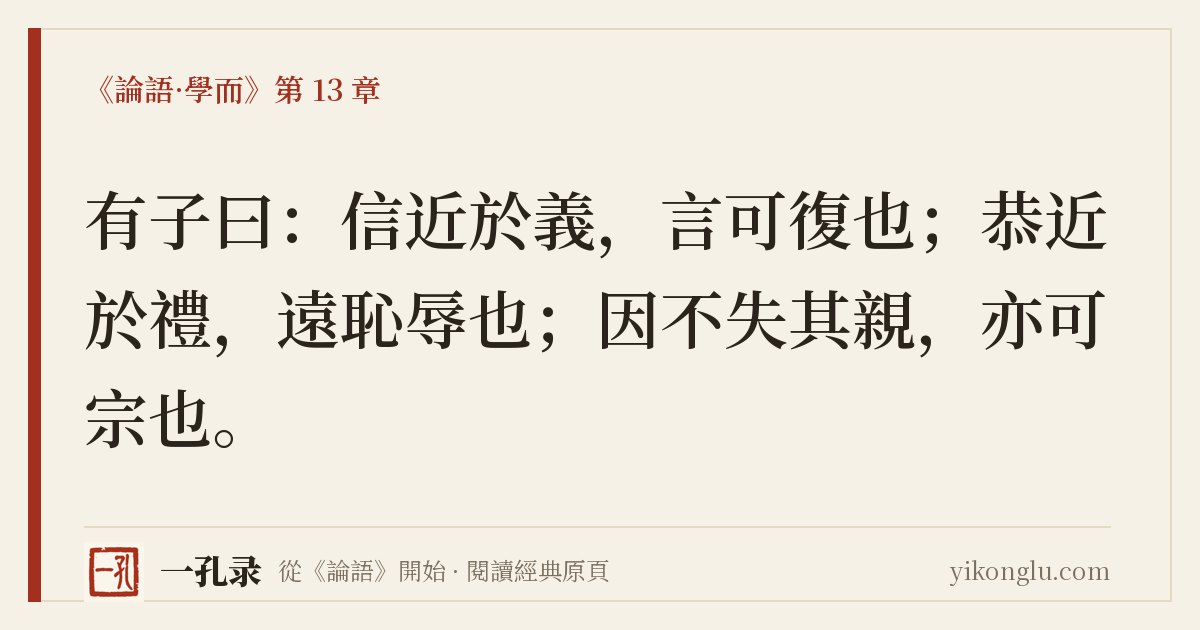 《論語·學而》第 13 章
有子曰：信近於義，言可復也；恭近
於禮，遠恥辱也；因不失其親，亦可
宗也。
一孔
一孔录 從《論語》開始 · 閱讀經典原頁 yikonglu.com